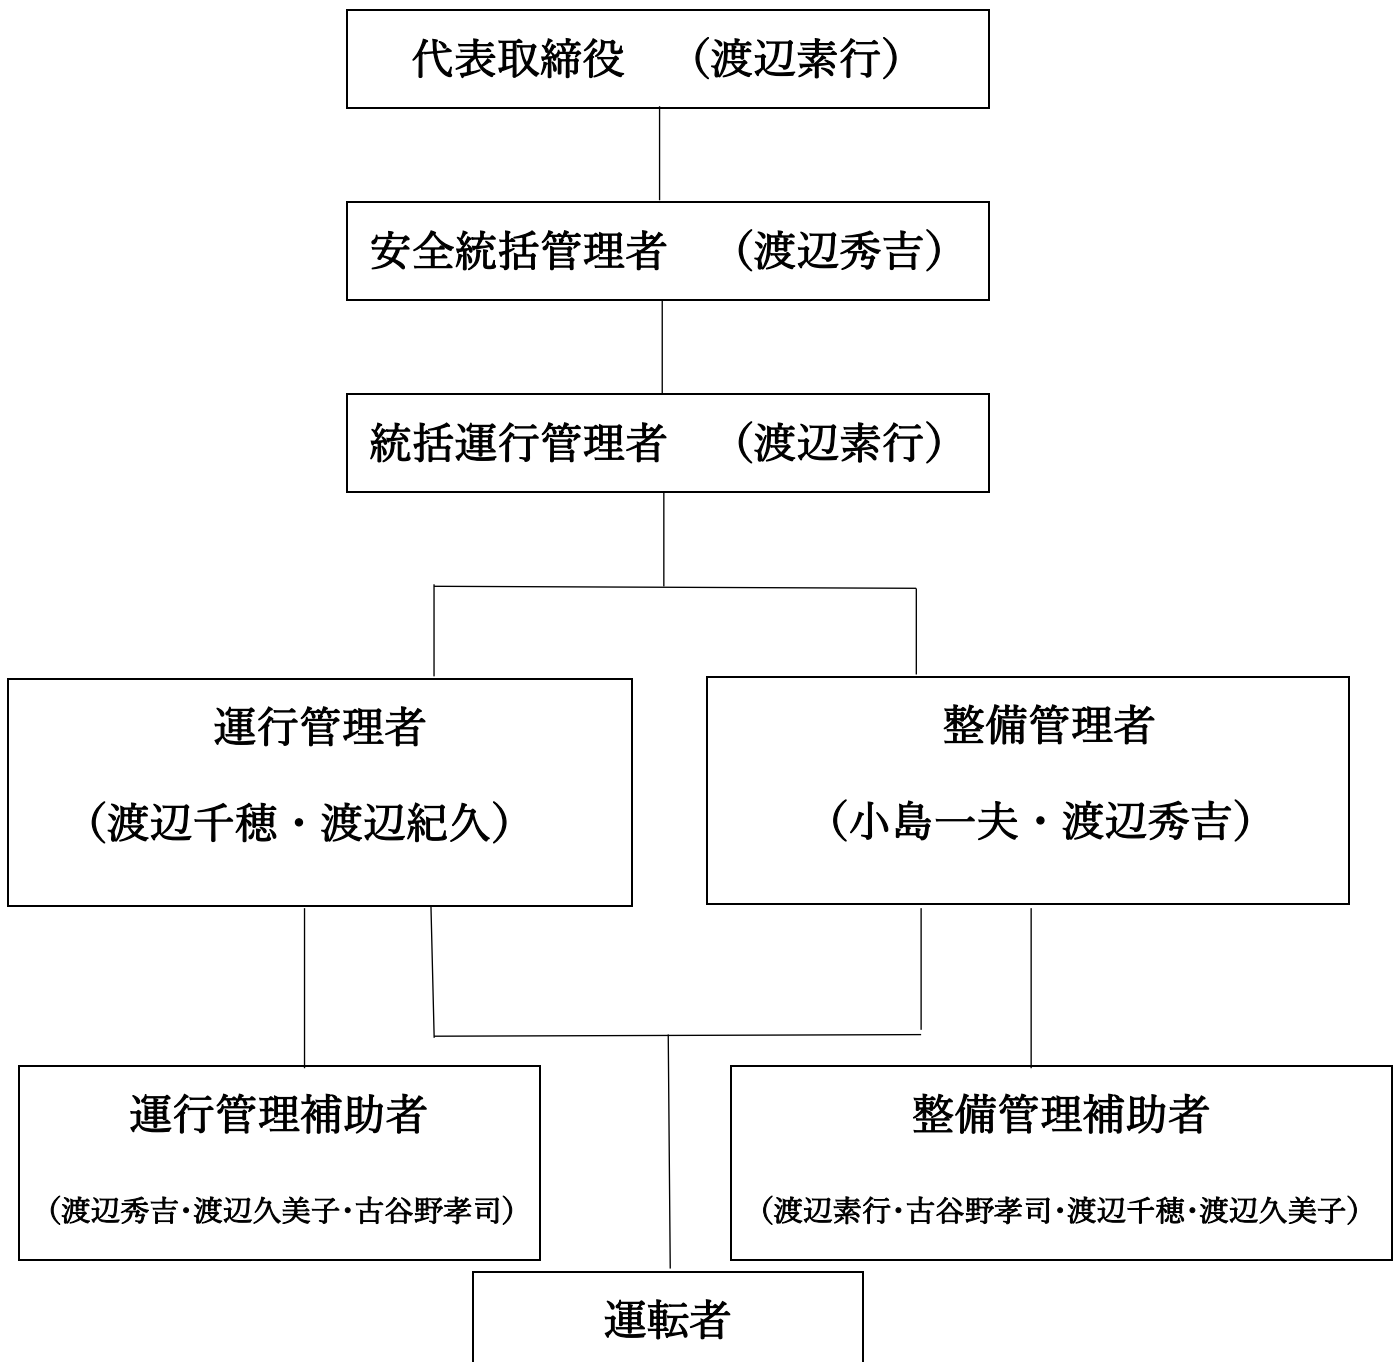 代表取締役　（渡辺素行）
安全統括管理者　（渡辺秀吉）
統括運行管理者　（渡辺素行）
運行管理者
（渡辺千穂・渡辺紀久）
整備管理者
（小島一夫・渡辺秀吉）
運行管理補助者
（渡辺秀吉・渡辺久美子・古谷野孝司）
整備管理補助者
（渡辺素行・古谷野孝司・渡辺千穂・渡辺久美子）
運転者